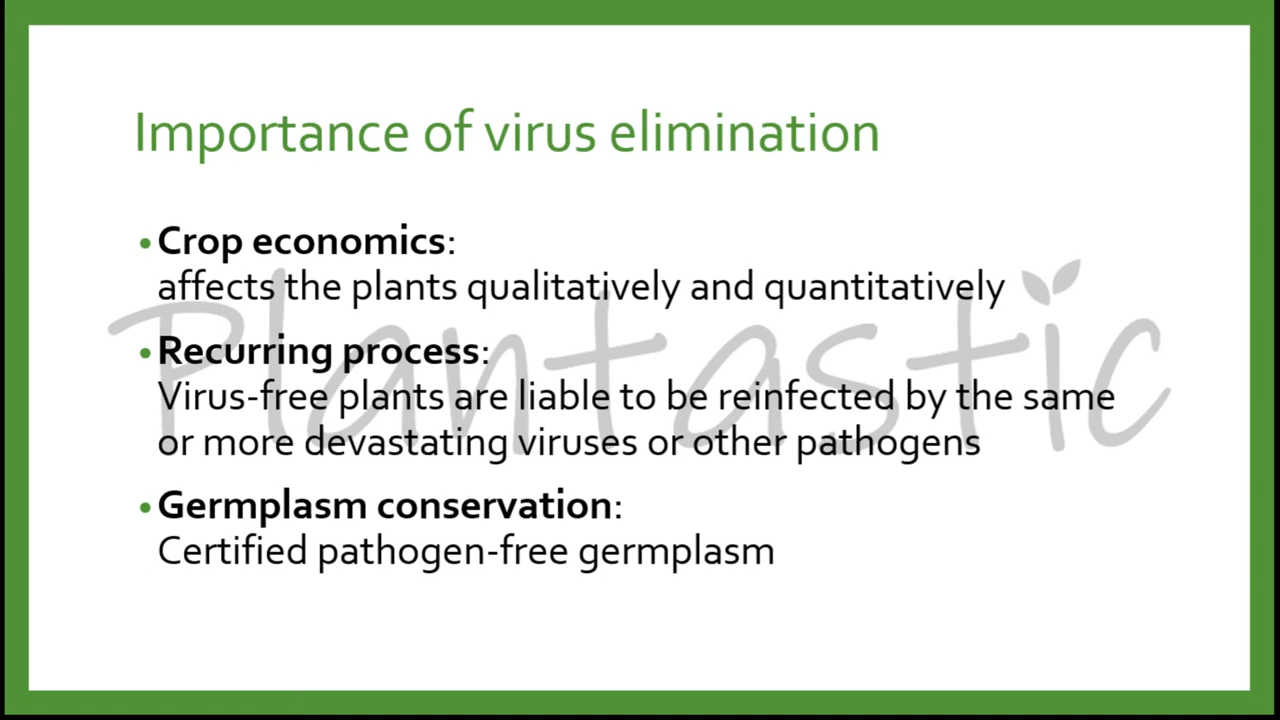 Importance of virus elimination
• Crop economics:
affects the plants qualitatively and quantitatively
• Recurring process:
Virus-free plants are liable to be reinfected by the same
or more devastating viruses or other pathogens
• Germplasm conservation:
Certified pathogen-free germplasm
Plantastic